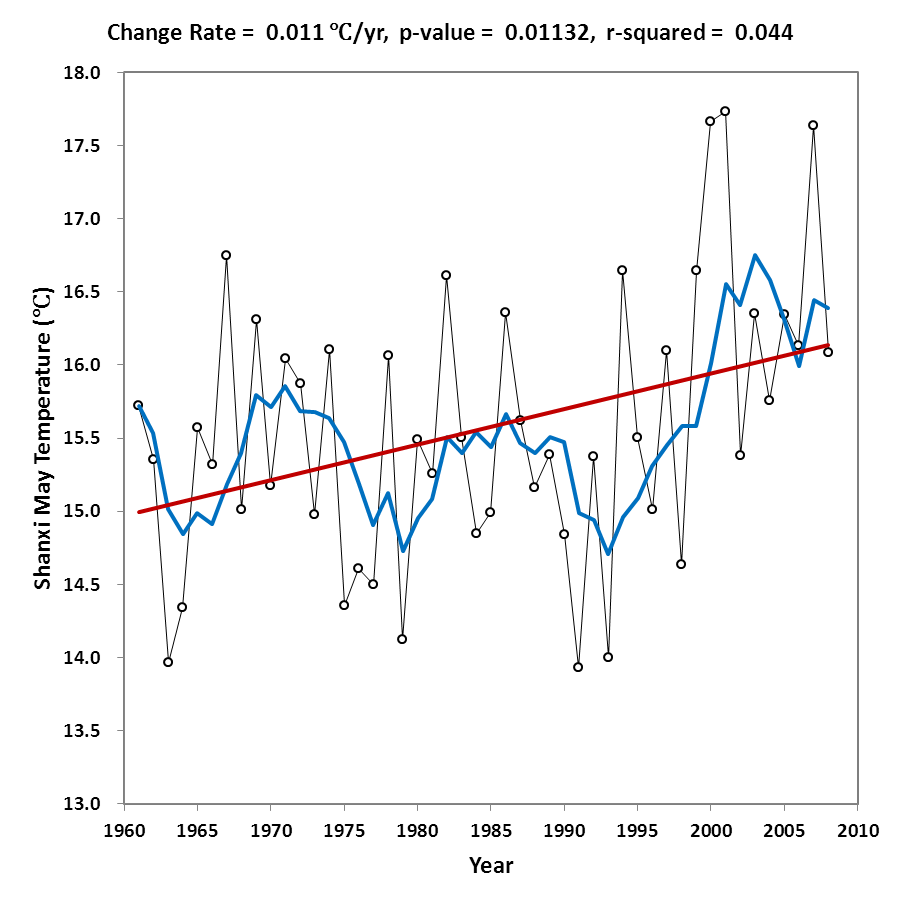 Change Rate = 0.011 ℃/yr, p-value = 0.01132, r-squared = 0.044
18.0
17.5
17.0
16.5
16.0
15.5
15.0
14.5
14.0
13.5
13.0
Shanxi May Temperature (℃)
1960 1965 1970 1975 1980 1985 1990 1995 2000 2005 2010
Year